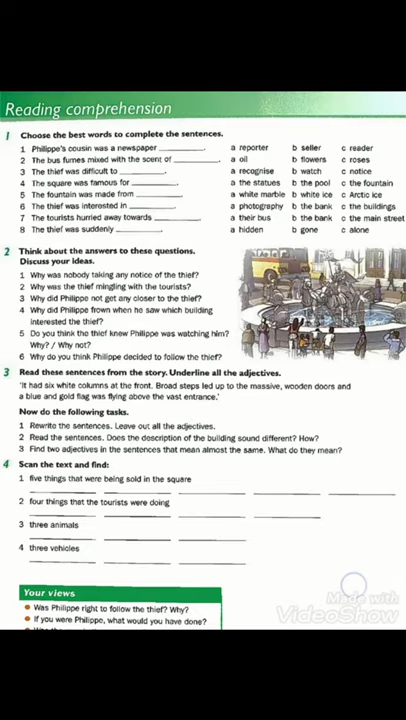 Reading comprehension
1 Choose the best words to complete the sentences.
1 Philippe's cousin was a newspaper __________. a reporter b seller c reader
2 The bus fumes mixed with the scent of __________. a oil b flowers c roses
3 The thief was difficult to __________. a recognise b watch c notice
4 The square was famous for __________. a the statues b the pool c the fountain
5 The fountain was made from __________. a white marble b white ice c Arctic ice
6 The thief was interested in __________. a photography b the bank c the buildings
7 The tourists hurried away towards __________. a their bus b the bank c the main street
8 The thief was suddenly __________. a hidden b gone c alone
2 Think about the answers to these questions.
Discuss your ideas.
1 Why was nobody taking any notice of the thief?
2 Why was the thief mingling with the tourists?
3 Why did Philippe not get any closer to the thief?
4 Why did Philippe frown when he saw which building
interested the thief?
5 Do you think the thief knew Philippe was watching him?
Why? / Why not?
6 Why do you think Philippe decided to follow the thief?
3 Read these sentences from the story. Underline all the adjectives.
'It had six white columns at the front. Broad steps led up to the massive, wooden doors and
a blue and gold flag was flying above the vast entrance.'
Now do the following tasks.
1 Rewrite the sentences. Leave out all the adjectives.
2 Read the sentences. Does the description of the building sound different? How?
3 Find two adjectives in the sentences that mean almost the same. What do they mean?
4 Scan the text and find:
1 five things that were being sold in the square
2 four things that the tourists were doing
3 three animals
4 three vehicles
Your views
Was Philippe right to follow the thief? Why?
If you were Philippe, what would you have done?
Made with
VideoShow